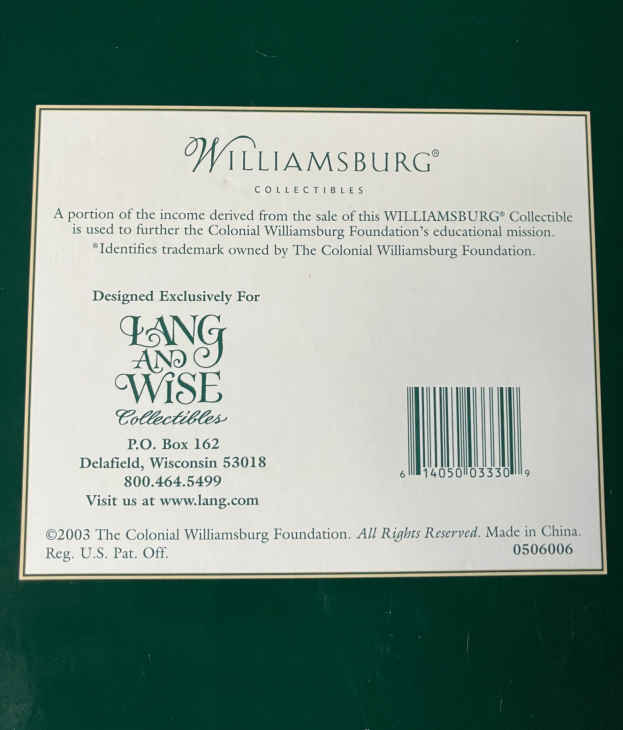 WILLIAMSBURG®
COLLECTIBLES
A portion of the income derived from the sale of this WILLIAMSBURG® Collectible
is used to further the Colonial Williamsburg Foundation's educational mission.
®Identifies trademark owned by The Colonial Williamsburg Foundation.
Designed Exclusively For
LANG
AND
WiSE
Collectibles
P.O. Box 162
Delafield, Wisconsin 53018
800.464.5499
Visit us at www.lang.com
6 14050 03330 9
©2003 The Colonial Williamsburg Foundation. All Rights Reserved. Made in China.
Reg. U.S. Pat. Off. 0506006